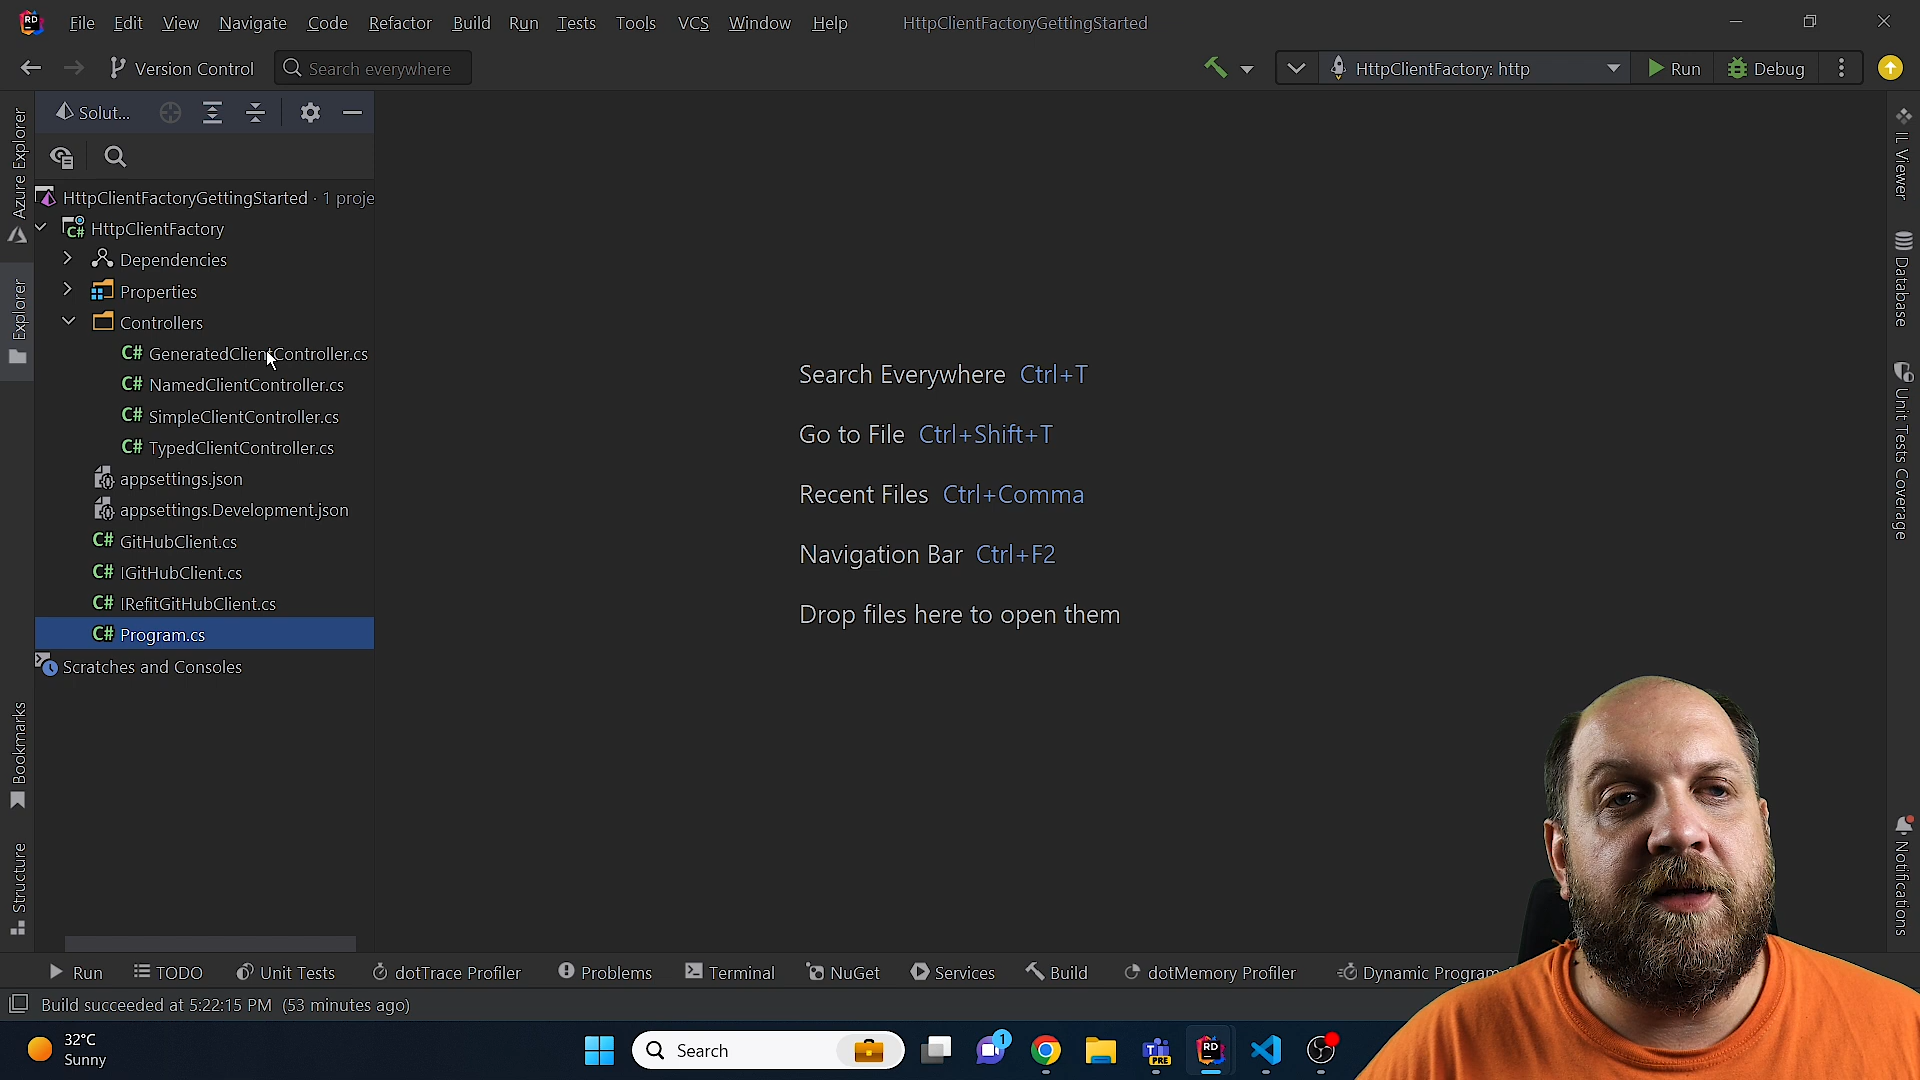 RD File Edit View Navigate Code Refactor Build Run Tests Tools VCS Window Help HttpClientFactoryGettingStarted
Version Control Search everywhere HttpClientFactory: http Run Debug
Solut...
HttpClientFactoryGettingStarted · 1 proje
C# HttpClientFactory
Dependencies
Properties
Controllers
C# GeneratedClientController.cs
C# NamedClientController.cs
C# SimpleClientController.cs
C# TypedClientController.cs
appsettings.json
appsettings.Development.json
C# GitHubClient.cs
C# IGitHubClient.cs
C# IRefitGitHubClient.cs
C# Program.cs
Scratches and Consoles
Azure Explorer
Explorer
Bookmarks
Structure
Search Everywhere Ctrl+T
Go to File Ctrl+Shift+T
Recent Files Ctrl+Comma
Navigation Bar Ctrl+F2
Drop files here to open them
IL Viewer
Database
Unit Tests Coverage
Notifications
Run TODO Unit Tests dotTrace Profiler Problems Terminal NuGet Services Build dotMemory Profiler Dynamic Program
Build succeeded at 5:22:15 PM (53 minutes ago)
32°C
Sunny
Search
1
PRE
RD